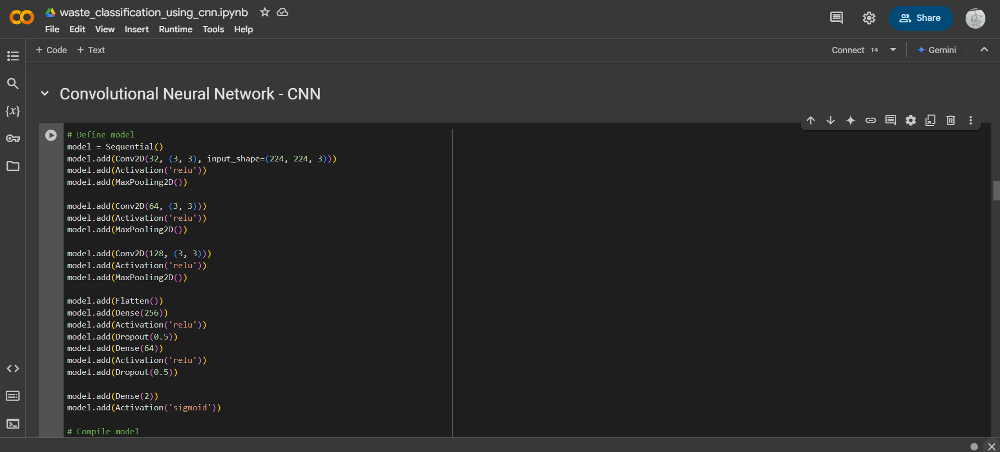 waste_classification_using_cnn.ipynb
File Edit View Insert Runtime Tools Help
Share
+ Code + Text
Connect T4
Gemini
{x}
Convolutional Neural Network - CNN
# Define model
model = Sequential()
model.add(Conv2D(32, (3, 3), input_shape=(224, 224, 3)))
model.add(Activation('relu'))
model.add(MaxPooling2D())
model.add(Conv2D(64, (3, 3)))
model.add(Activation('relu'))
model.add(MaxPooling2D())
model.add(Conv2D(128, (3, 3)))
model.add(Activation('relu'))
model.add(MaxPooling2D())
model.add(Flatten())
model.add(Dense(256))
model.add(Activation('relu'))
model.add(Dropout(0.5))
model.add(Dense(64))
model.add(Activation('relu'))
model.add(Dropout(0.5))
model.add(Dense(2))
model.add(Activation('sigmoid'))
# Compile model